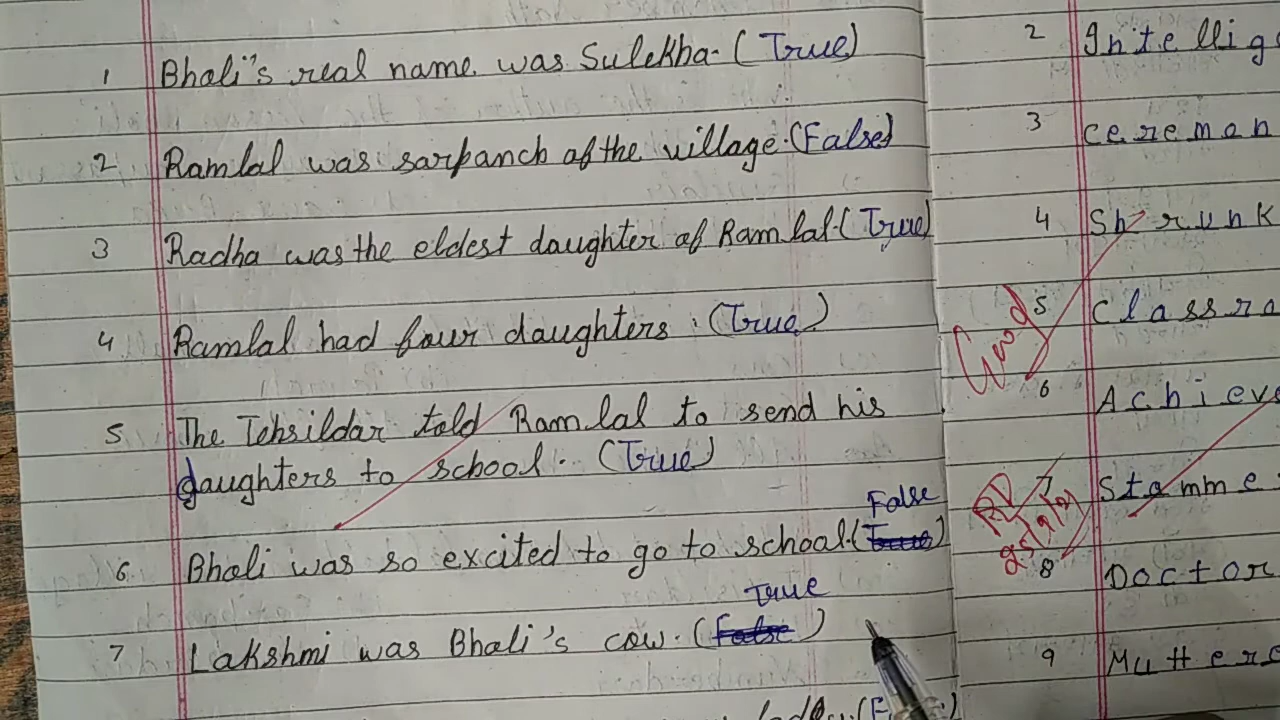 1 Bholi's real name was Sulekha. (True)
2 Ramlal was sarpanch of the village. (False)
3 Radha was the eldest daughter of Ramlal. (True)
4 Ramlal had four daughters. (True)
5 The Tehsildar told Ramlal to send his
daughters to school. (True)
False
6 Bholi was so excited to go to school. (True)
True
7 Lakshmi was Bholi's cow. (False)
2 Intellig
3 ceremon
4 Shrunk
Good
5 Classro
6 Achieve
7 Stamme
25/9/21
8 Doctor
9 Muttere